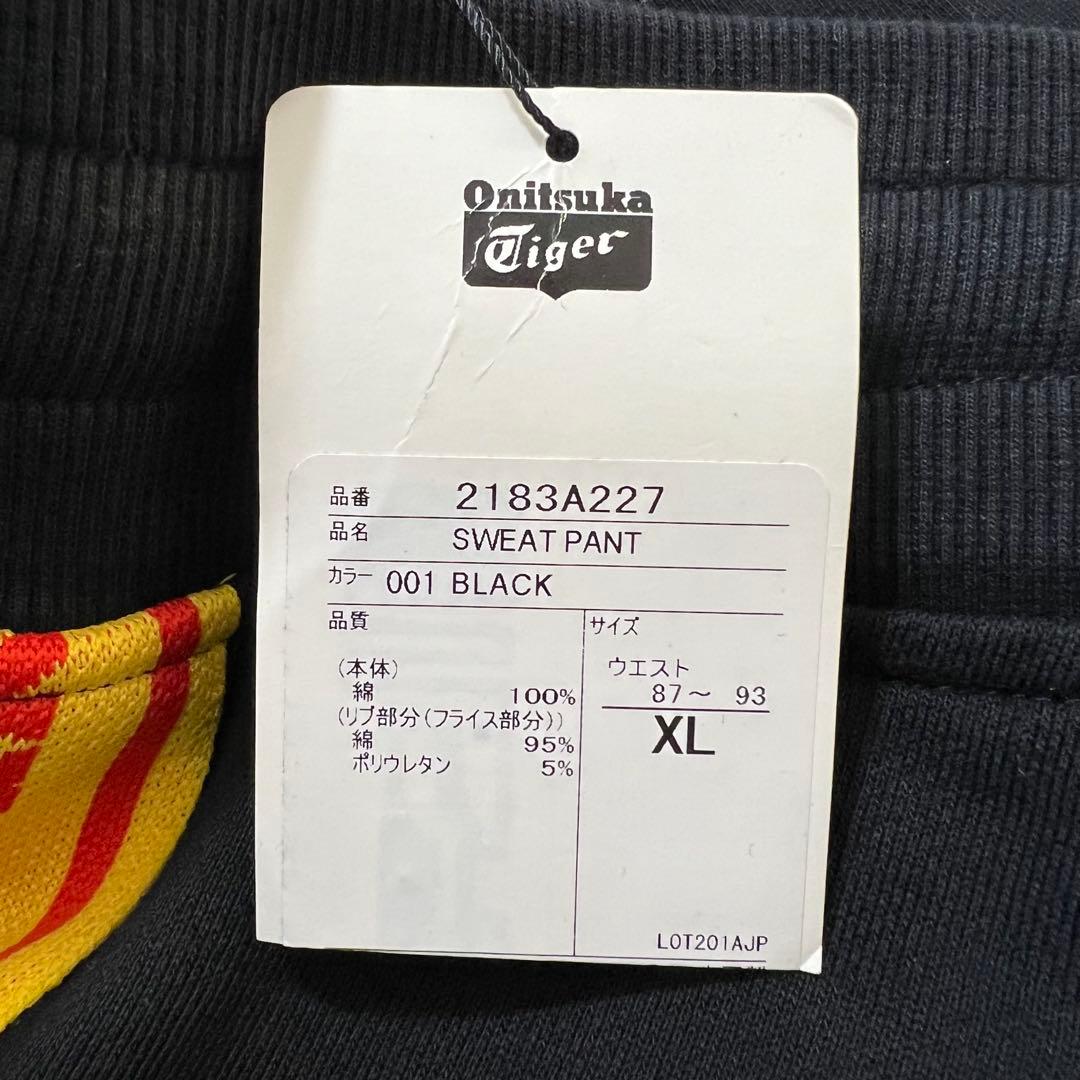 Onitsuka
Tiger
品番 2183A227
品名 SWEAT PANT
カラー 001 BLACK
品質
サイズ
(本体)
綿 100%
(リブ部分(フライス部分))
綿 95%
ポリウレタン 5%
ウエスト
87～ 93
XL
LOT201AJP